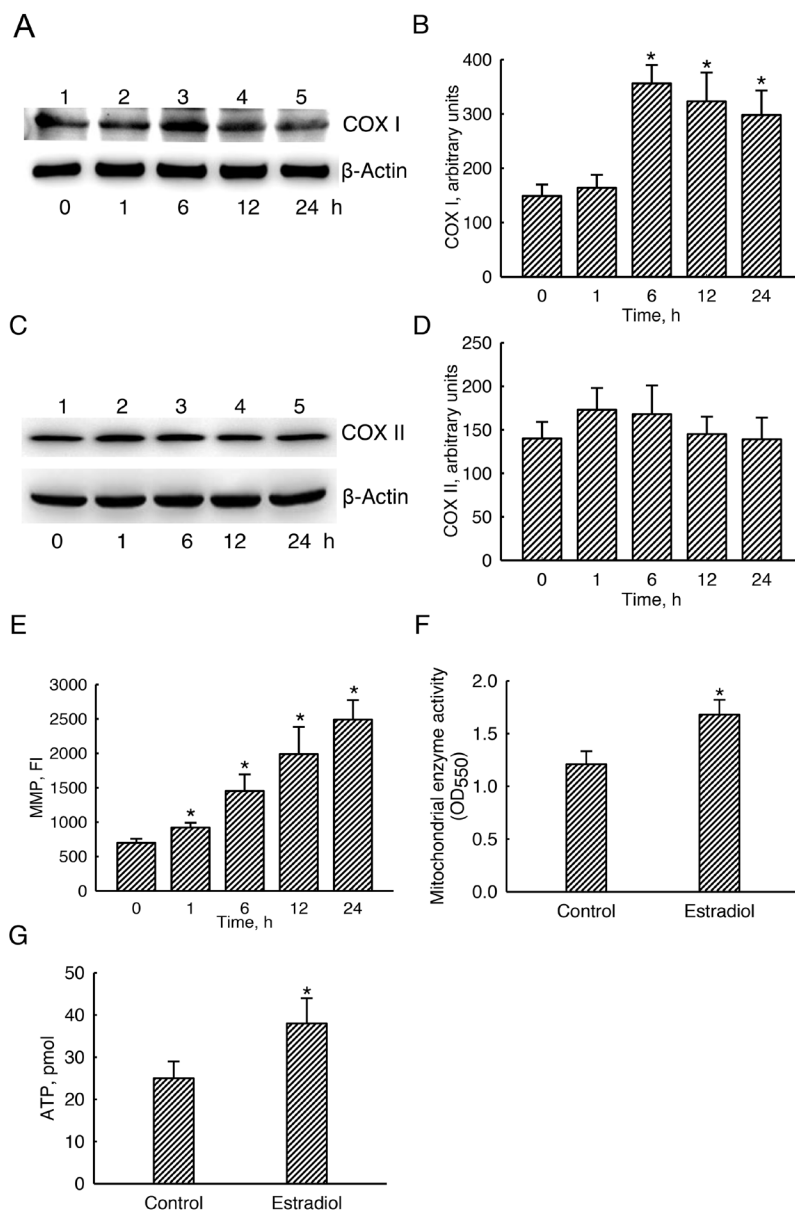 A
1 2 3 4 5
COX I
β-Actin
0 1 6 12 24 h
B
COX I, arbitrary units
400
300
200
100
0
* * *
0 1 6 12 24
Time, h
C
1 2 3 4 5
COX II
β-Actin
0 1 6 12 24 h
D
COX II, arbitrary units
250
200
150
100
50
0
0 1 6 12 24
Time, h
E
MMP, FI
3000
2500
2000
1500
1000
500
0
* * * *
0 1 6 12 24
Time, h
F
Mitochondrial enzyme activity
(OD550)
2.0
1.5
1.0
0.5
0.0
*
Control Estradiol
G
ATP, pmol
50
40
30
20
10
0
*
Control Estradiol